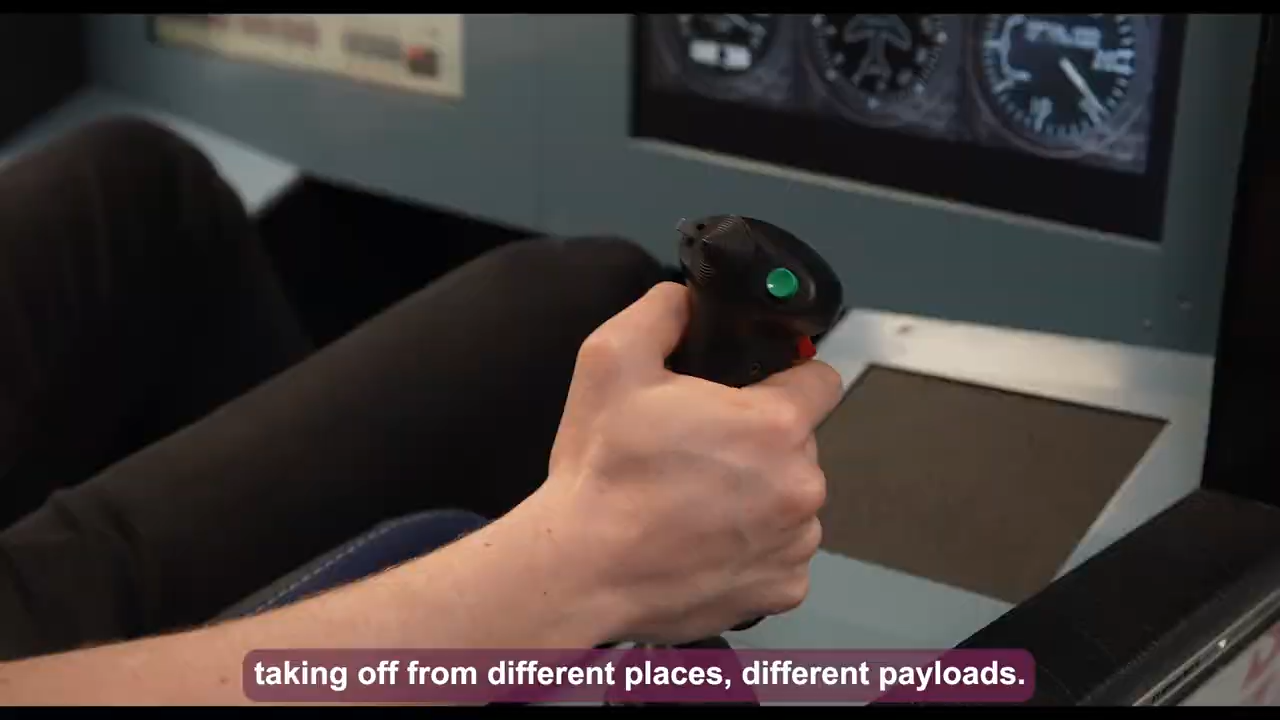 taking off from different places, different payloads.